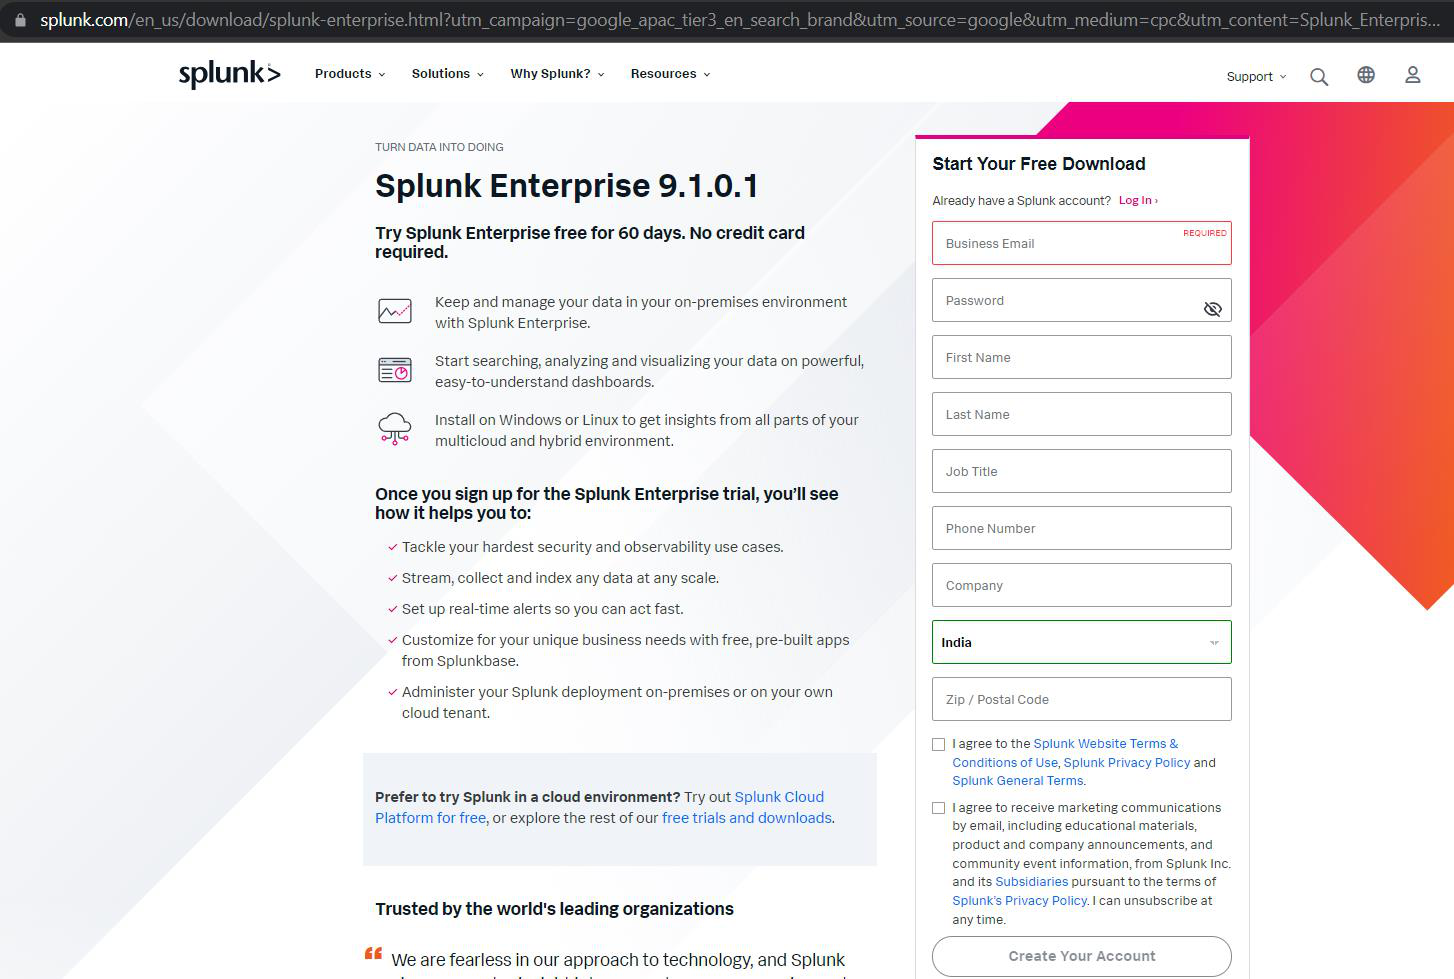 splunk.com/en_us/download/splunk-enterprise.html?utm_campaign=google_apac_tier3_en_search_brand&utm_source=google&utm_medium=cpc&utm_content=Splunk_Enterpris...
splunk>
Products
Solutions
Why Splunk?
Resources
Support
TURN DATA INTO DOING
Splunk Enterprise 9.1.0.1
Try Splunk Enterprise free for 60 days. No credit card
required.
Keep and manage your data in your on-premises environment
with Splunk Enterprise.
Start searching, analyzing and visualizing your data on powerful,
easy-to-understand dashboards.
Install on Windows or Linux to get insights from all parts of your
multicloud and hybrid environment.
Once you sign up for the Splunk Enterprise trial, you’ll see
how it helps you to:
Tackle your hardest security and observability use cases.
Stream, collect and index any data at any scale.
Set up real-time alerts so you can act fast.
Customize for your unique business needs with free, pre-built apps
from Splunkbase.
Administer your Splunk deployment on-premises or on your own
cloud tenant.
Prefer to try Splunk in a cloud environment? Try out Splunk Cloud
Platform for free, or explore the rest of our free trials and downloads.
Trusted by the world's leading organizations
“ We are fearless in our approach to technology, and Splunk
Start Your Free Download
Already have a Splunk account? Log In ›
Business Email
REQUIRED
Password
First Name
Last Name
Job Title
Phone Number
Company
India
Zip / Postal Code
I agree to the Splunk Website Terms &
Conditions of Use, Splunk Privacy Policy and
Splunk General Terms.
I agree to receive marketing communications
by email, including educational materials,
product and company announcements, and
community event information, from Splunk Inc.
and its Subsidiaries pursuant to the terms of
Splunk’s Privacy Policy. I can unsubscribe at
any time.
Create Your Account